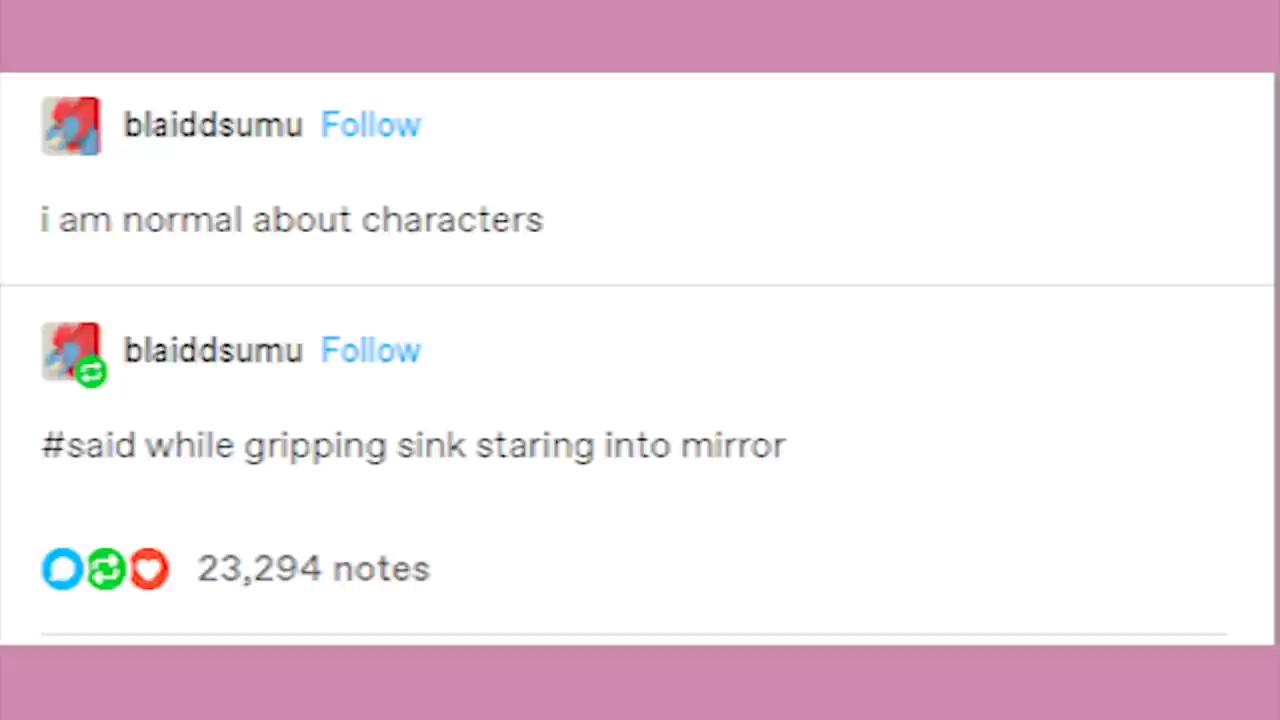 blaiddsumu Follow
i am normal about characters
blaiddsumu Follow
#said while gripping sink staring into mirror
23,294 notes